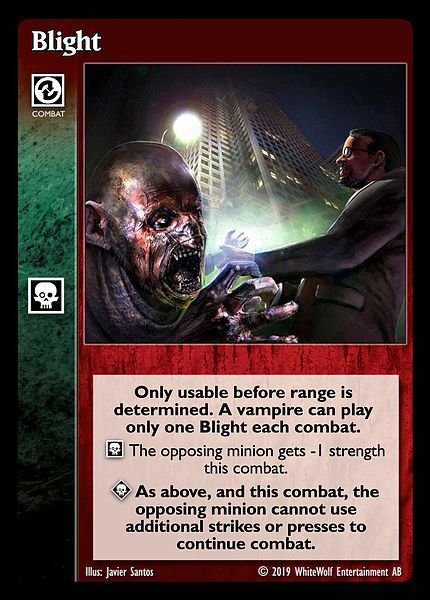 Blight
COMBAT
Only usable before range is
determined. A vampire can play
only one Blight each combat.
The opposing minion gets -1 strength
this combat.
As above, and this combat, the
opposing minion cannot use
additional strikes or presses to
continue combat.
Illus: Javier Santos
© 2019 WhiteWolf Entertainment AB